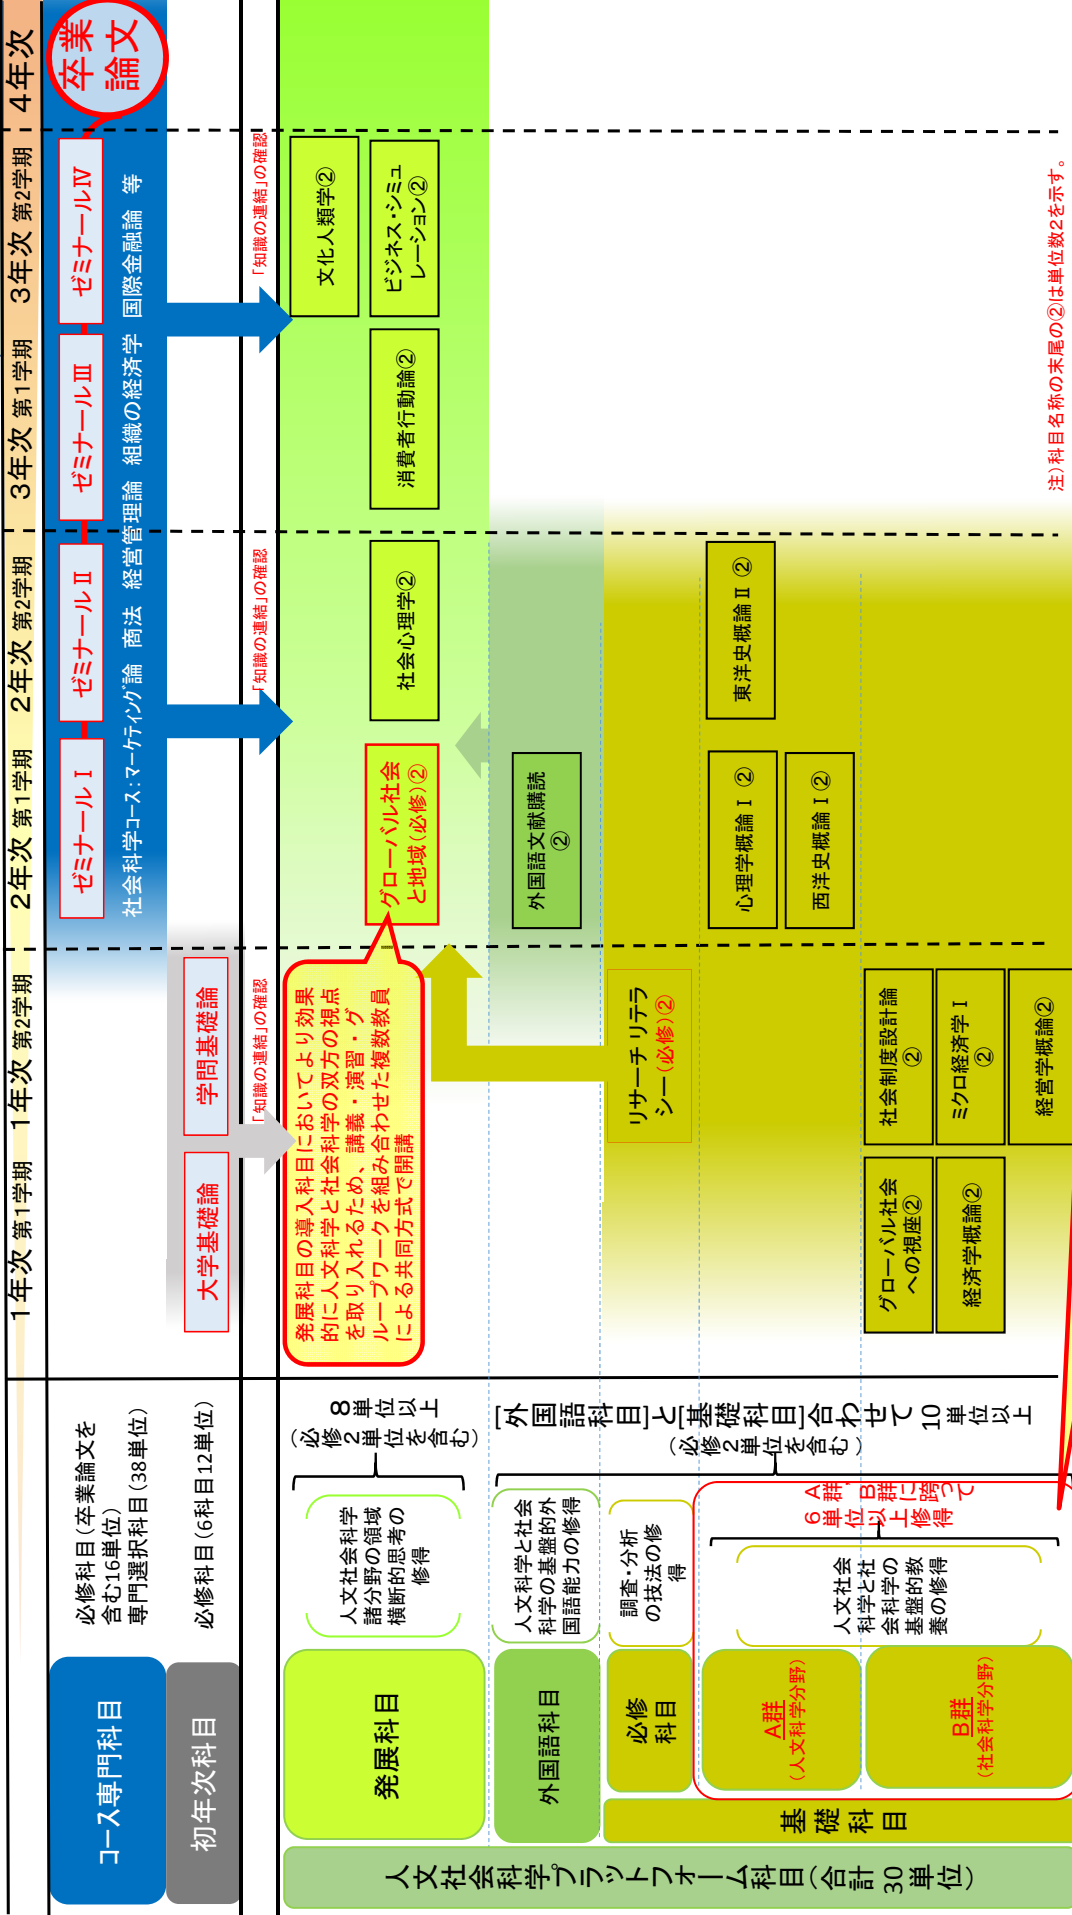 1年次 第1学期
1年次 第2学期
2年次 第1学期
2年次 第2学期
3年次 第1学期
3年次 第2学期
4年次
コース専門科目
必修科目(卒業論文を
含む16単位)
専門選択科目(38単位)
ゼミナールⅠ
ゼミナールⅡ
ゼミナールⅢ
ゼミナールⅣ
卒業
論文
社会科学コース:マーケティング論 商法 経営管理論 組織の経済学 国際金融論 等
初年次科目
必修科目(6科目12単位)
大学基礎論
学問基礎論
「知識の連結」の確認
「知識の連結」の確認
「知識の連結」の確認
人文社会科学プラットフォーム科目(合計 30 単位)
発展科目
人文社会科学
諸分野の領域
横断的思考の
修得
8単位以上
(必修2単位を含む)
発展科目の導入科目においてより効果
的に人文科学と社会科学の双方の視点
を取り入れるため、講義・演習・グ
ループワークを組み合わせた複数教員
による共同方式で開講
グローバル社会
と地域(必修)②
社会心理学②
消費者行動論②
文化人類学②
ビジネス・シミュ
レーション②
外国語科目
人文科学と社会
科学の基盤的外
国語能力の修得
[外国語科目]と[基礎科目]合わせて 10 単位以上
(必修2単位を含む)
外国語文献購読
②
基礎科目
必修
科目
調査・分析
の技法の修
得
リサーチリテラ
シー(必修)②
A群
(人文科学分野)
B群
(社会科学分野)
人文社会
科学と社
会科学の
基盤的教
養の修得
A群、B群に跨って
6単位以上修得
心理学概論Ⅰ ②
西洋史概論Ⅰ②
東洋史概論Ⅱ ②
グローバル社会
への視座②
経済学概論②
社会制度設計論
②
ミクロ経済学Ⅰ
②
経営学概論②
注)科目名称の末尾の②は単位数2を示す。